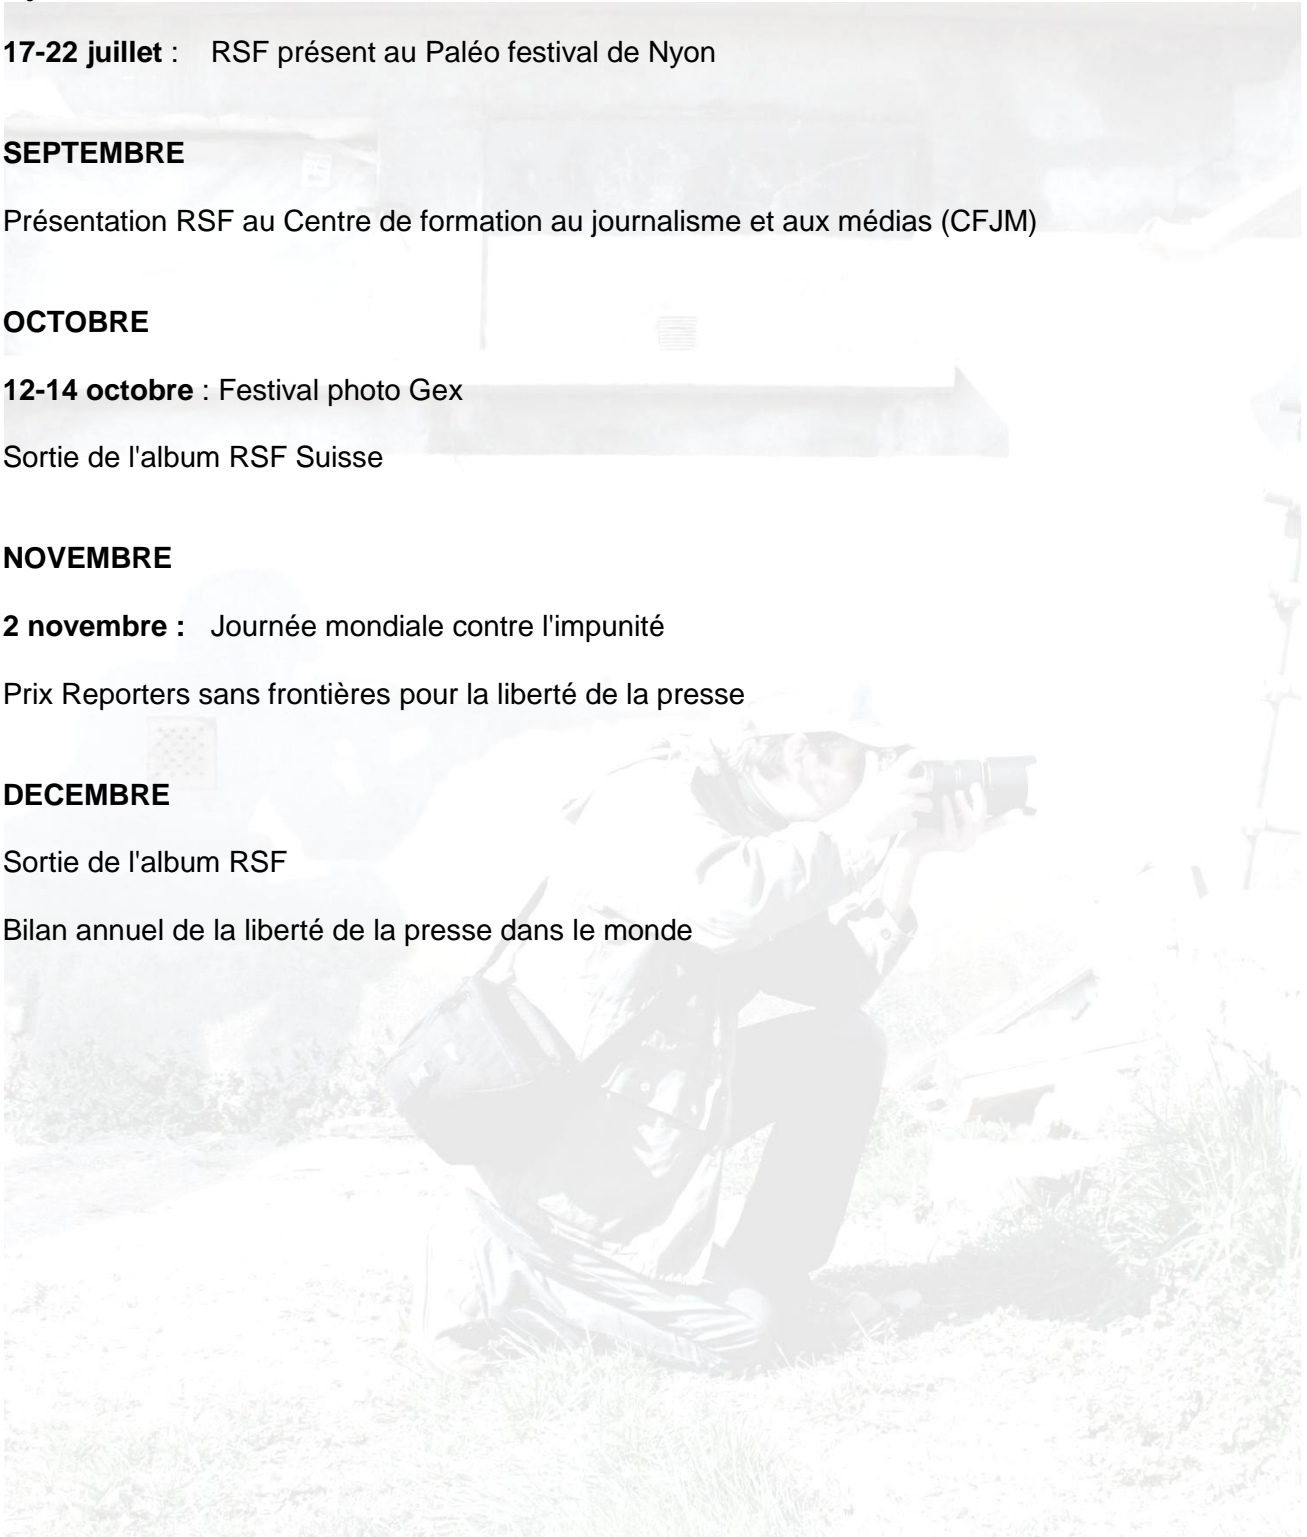 17-22 juillet : RSF présent au Paléo festival de Nyon
SEPTEMBRE
Présentation RSF au Centre de formation au journalisme et aux médias (CFJM)
OCTOBRE
12-14 octobre : Festival photo Gex
Sortie de l'album RSF Suisse
NOVEMBRE
2 novembre : Journée mondiale contre l'impunité
Prix Reporters sans frontières pour la liberté de la presse
DECEMBRE
Sortie de l'album RSF
Bilan annuel de la liberté de la presse dans le monde